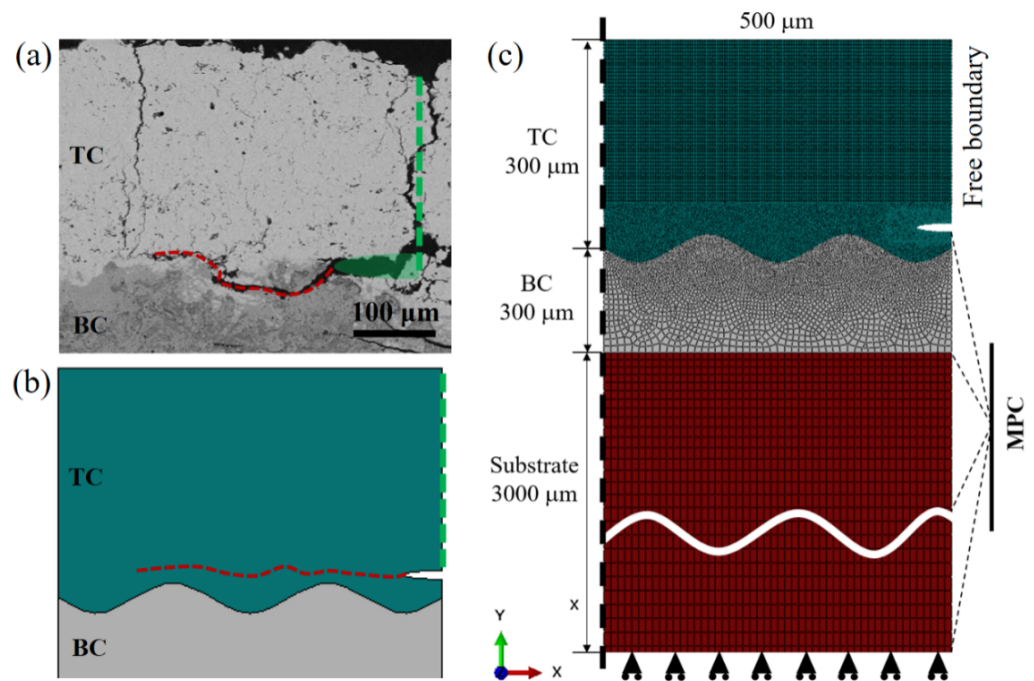 (a)
TC
BC
100 μm
(b)
TC
BC
(c)
500 μm
TC
300 μm
Free boundary
BC
300 μm
MPC
Substrate
3000 μm
X
Y
X